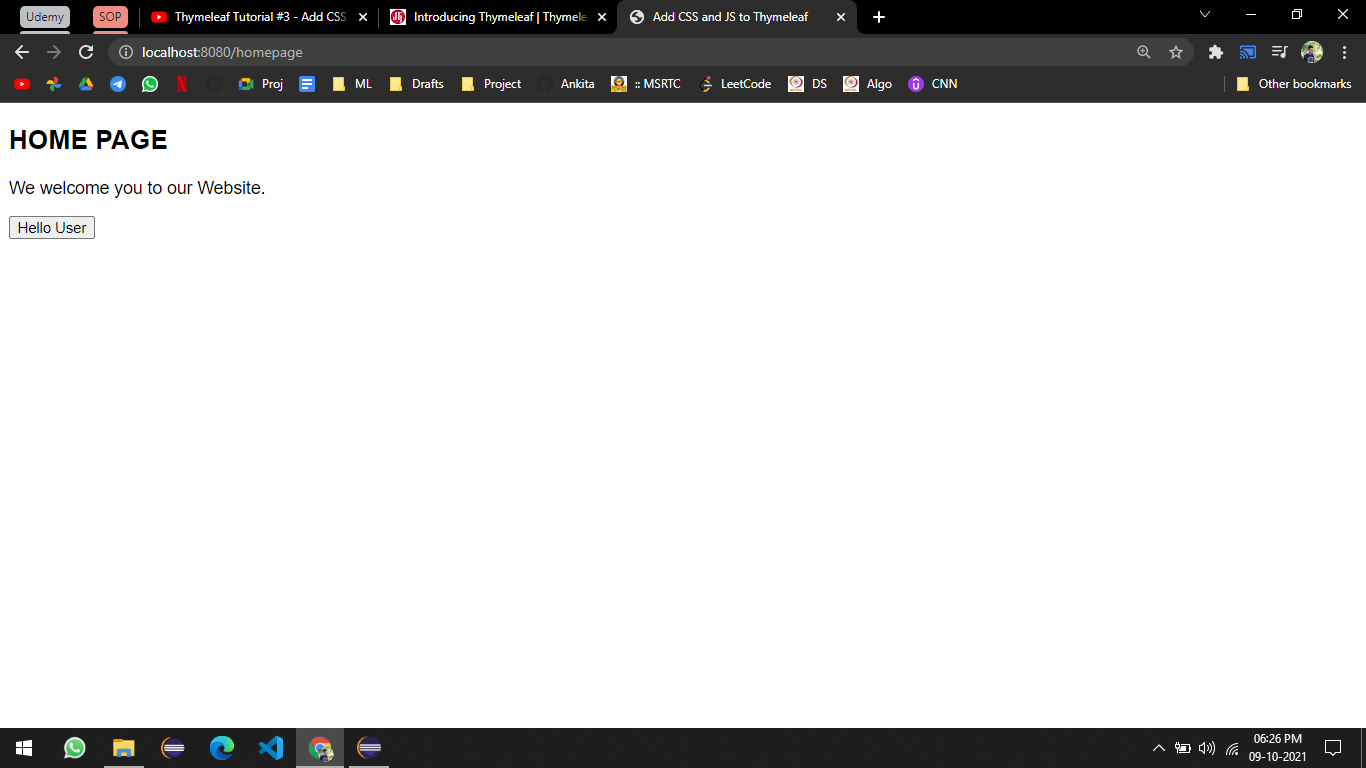 Udemy SOP Thymeleaf Tutorial #3 - Add CSS Introducing Thymeleaf | Thymele Add CSS and JS to Thymeleaf
localhost:8080/homepage
Proj ML Drafts Project Ankita :: MSRTC LeetCode DS Algo CNN Other bookmarks
HOME PAGE
We welcome you to our Website.
Hello User
06:26 PM
09-10-2021